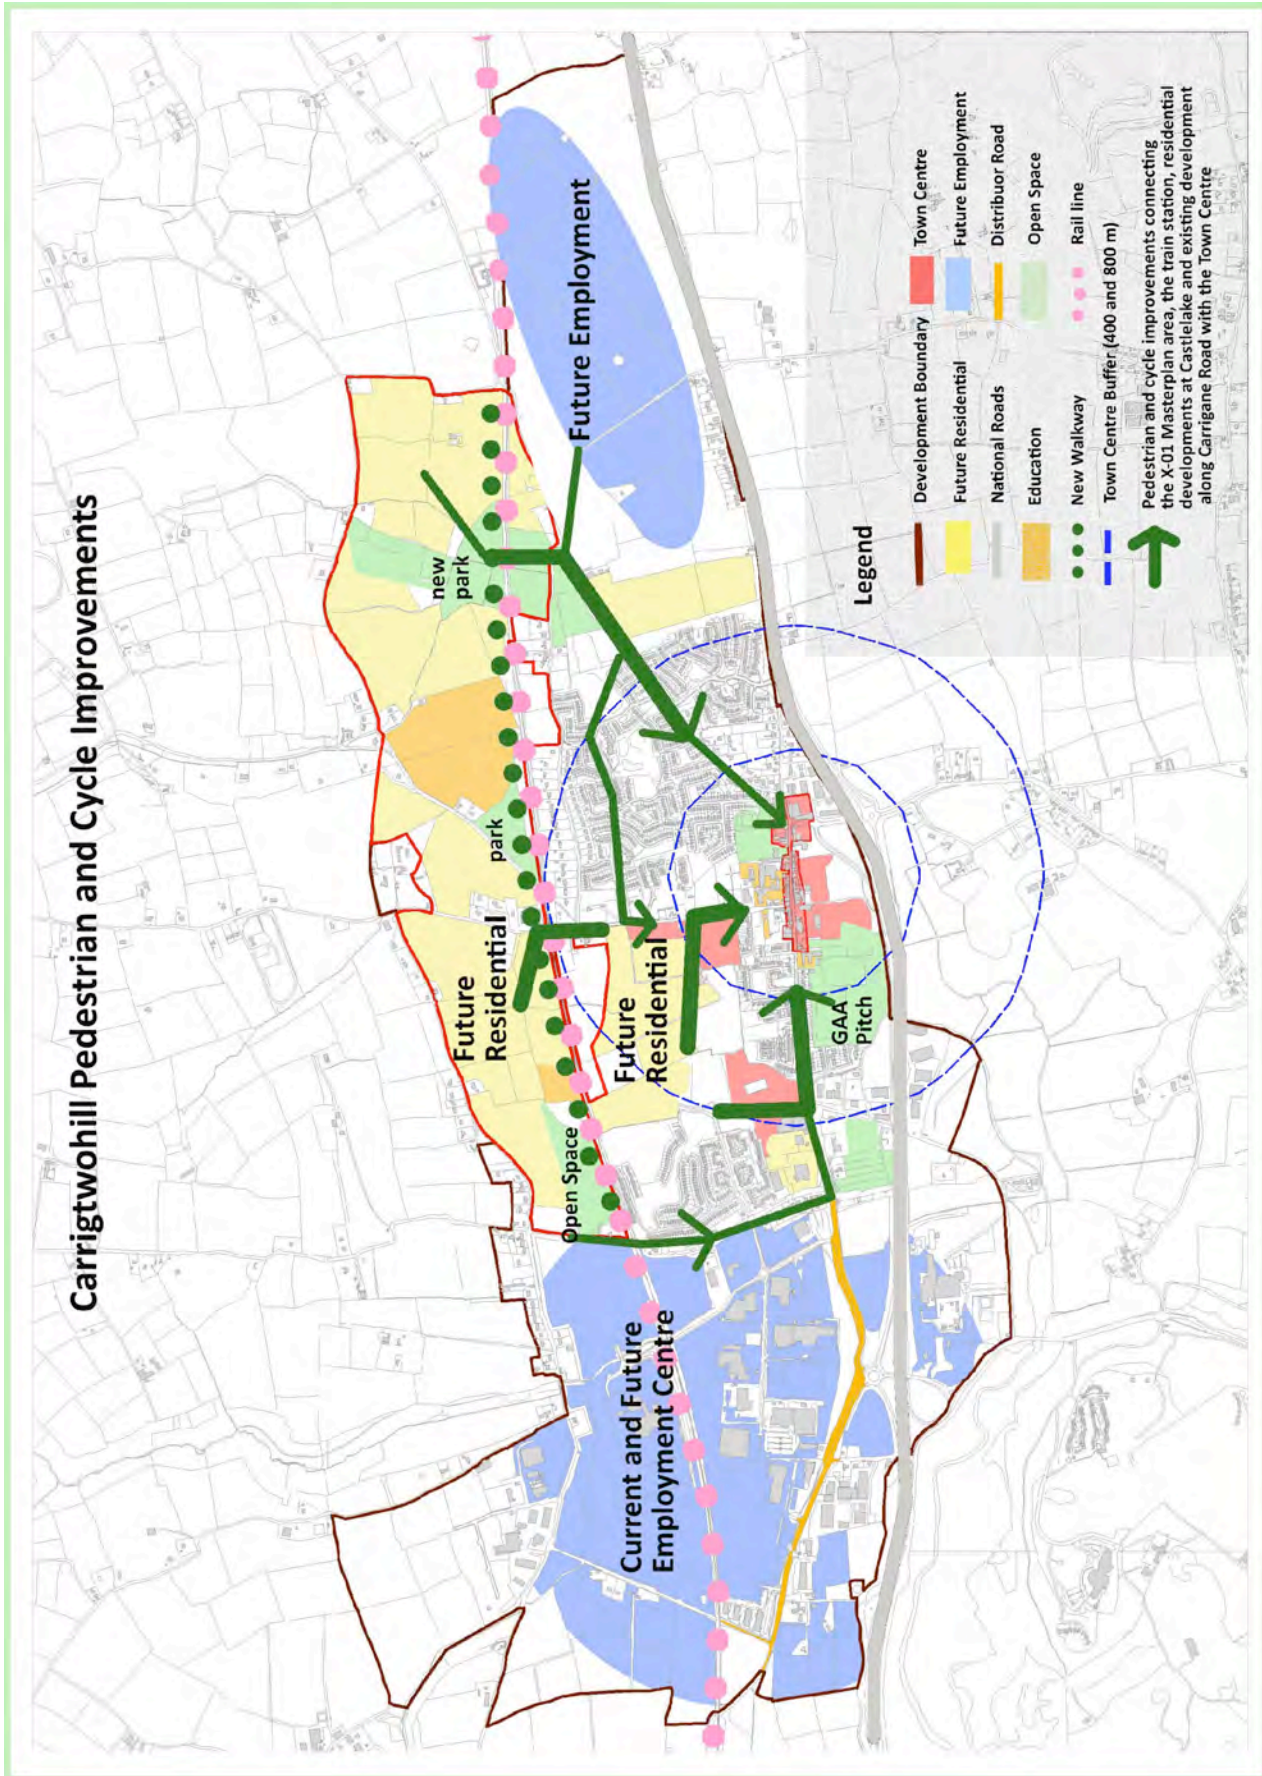 Carrigtwohill Pedestrian and Cycle Improvements
Current and Future
Employment Centre
Open Space
Future
Residential
Future
Residential
park
new
park
Future Employment
GAA
Pitch
Legend
Development Boundary
Town Centre
Future Residential
Future Employment
National Roads
Distribuor Road
Education
Open Space
New Walkway
Rail line
Town Centre Buffer (400 and 800 m)
Pedestrian and cycle improvements connecting
the X-01 Masterplan area, the train station, residential
developments at Castlelake and existing development
along Carrigane Road with the Town Centre